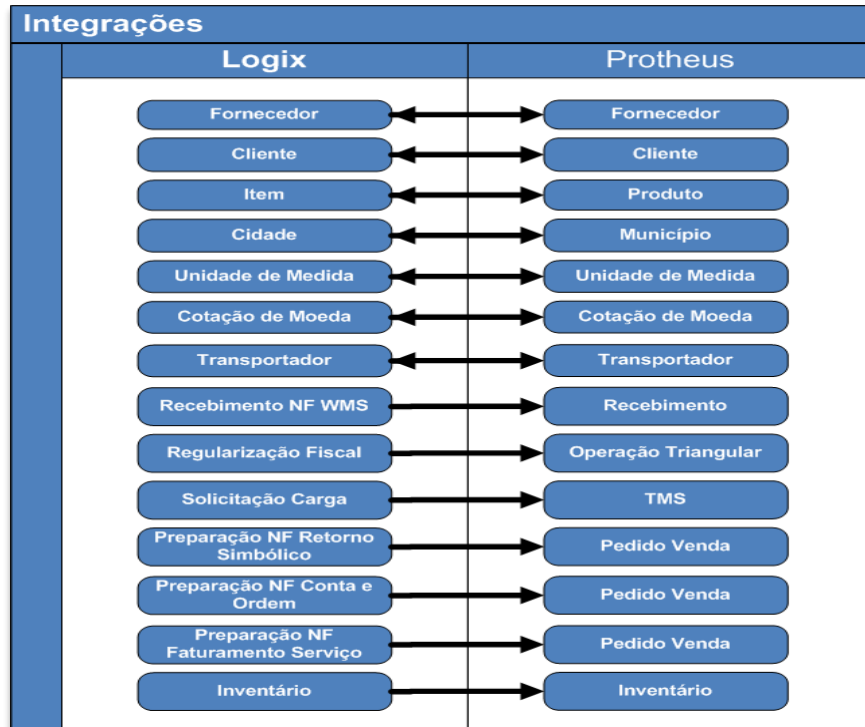 Integrações
Logix Protheus
Fornecedor Fornecedor
Cliente Cliente
Item Produto
Cidade Município
Unidade de Medida Unidade de Medida
Cotação de Moeda Cotação de Moeda
Transportador Transportador
Recebimento NF WMS Recebimento
Regularização Fiscal Operação Triangular
Solicitação Carga TMS
Preparação NF Retorno
Simbólico
Pedido Venda
Preparação NF Conta e
Ordem
Pedido Venda
Preparação NF
Faturamento Serviço
Pedido Venda
Inventário Inventário